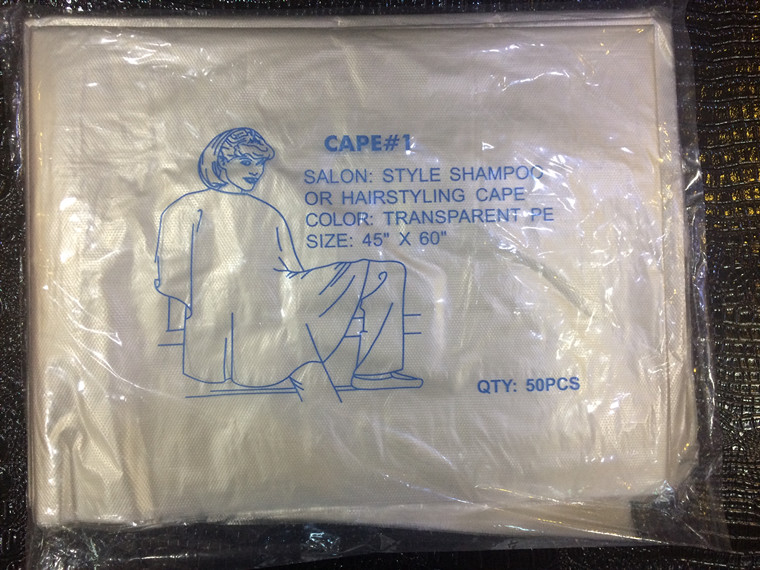 CAPE#1
SALON: STYLE SHAMPOO
OR HAIRSTYLING CAPE
COLOR: TRANSPARENT PE
SIZE: 45" X 60"
QTY: 50PCS